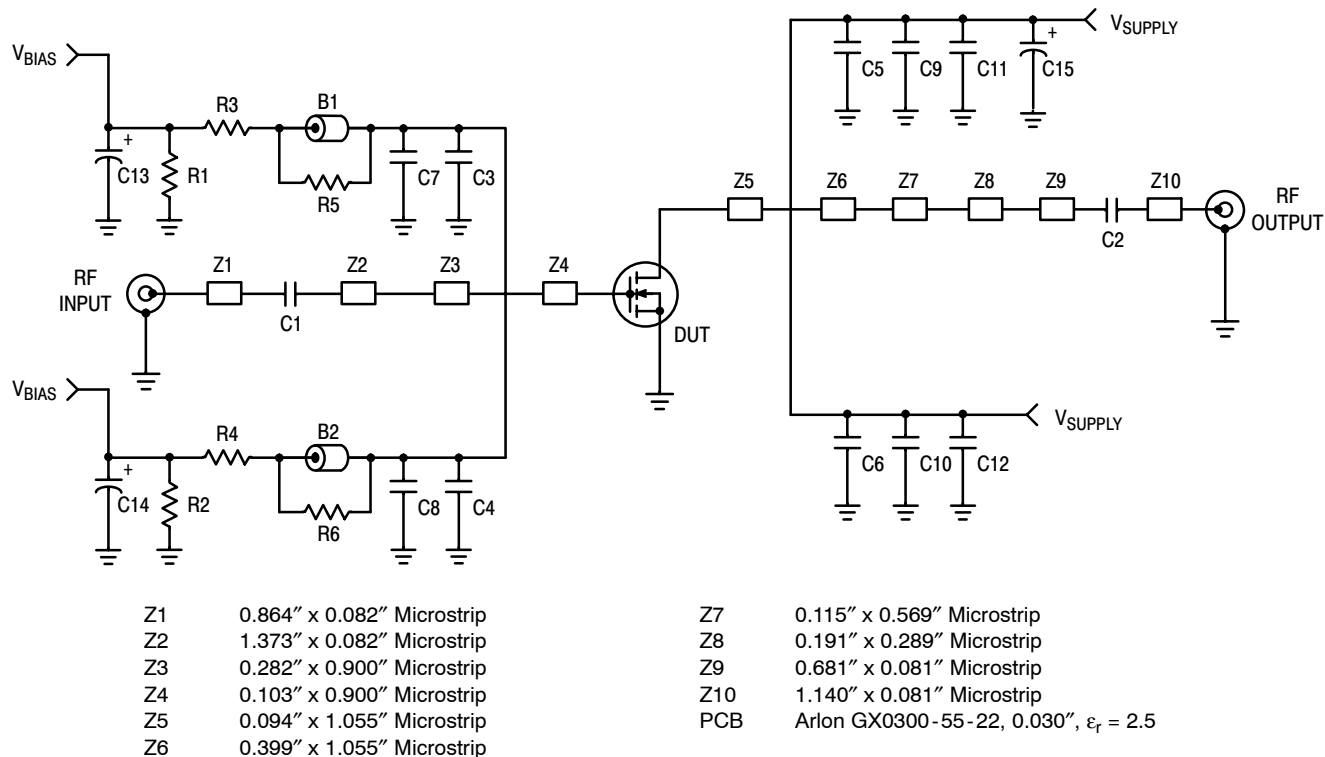 V_BIAS
R3
B1
C13
R1
R5
C7
C3
RF
INPUT
Z1
C1
Z2
Z3
Z4
DUT
V_BIAS
R4
B2
C14
R2
R6
C8
C4
V_SUPPLY
C5
C9
C11
C15
Z5
Z6
Z7
Z8
Z9
C2
Z10
RF
OUTPUT
V_SUPPLY
C6
C10
C12
+
+
+
Z1 0.864″ x 0.082″ Microstrip
Z2 1.373″ x 0.082″ Microstrip
Z3 0.282″ x 0.900″ Microstrip
Z4 0.103″ x 0.900″ Microstrip
Z5 0.094″ x 1.055″ Microstrip
Z6 0.399″ x 1.055″ Microstrip
Z7 0.115″ x 0.569″ Microstrip
Z8 0.191″ x 0.289″ Microstrip
Z9 0.681″ x 0.081″ Microstrip
Z10 1.140″ x 0.081″ Microstrip
PCB Arlon GX0300-55-22, 0.030″, εr = 2.5